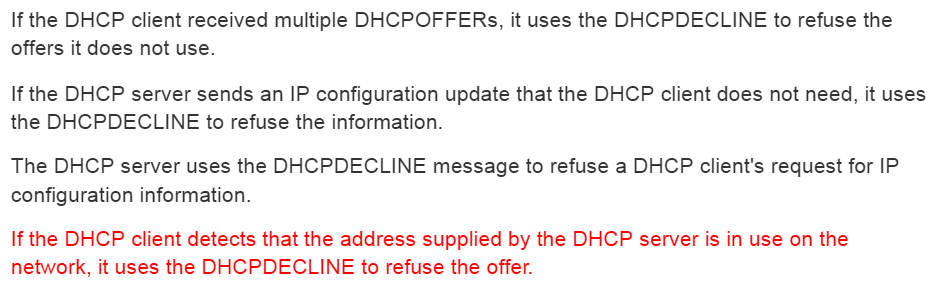 If the DHCP client received multiple DHCPOFFERs, it uses the DHCPDECLINE to refuse the
offers it does not use.
If the DHCP server sends an IP configuration update that the DHCP client does not need, it uses
the DHCPDECLINE to refuse the information.
The DHCP server uses the DHCPDECLINE message to refuse a DHCP client's request for IP
configuration information.
If the DHCP client detects that the address supplied by the DHCP server is in use on the
network, it uses the DHCPDECLINE to refuse the offer.